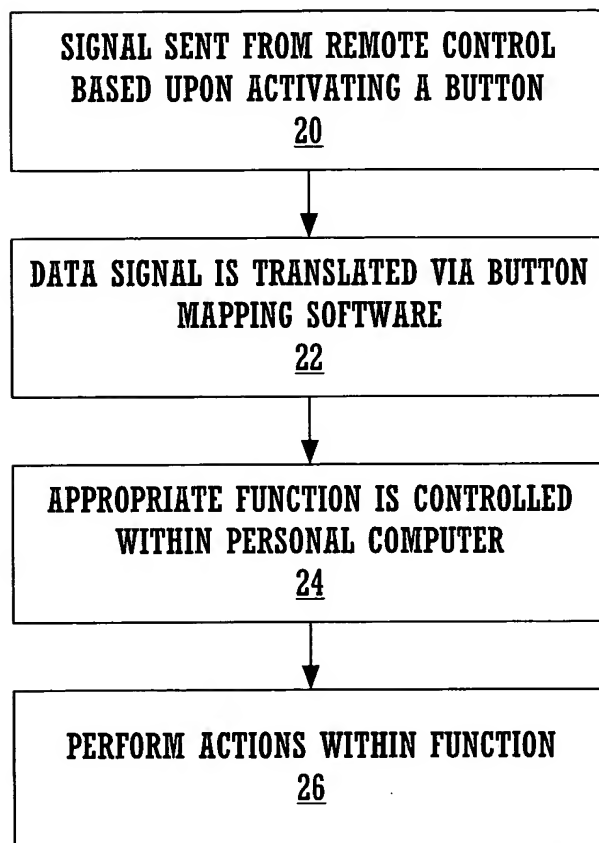 SIGNAL SENT FROM REMOTE CONTROL
BASED UPON ACTIVATING A BUTTON
20
DATA SIGNAL IS TRANSLATED VIA BUTTON
MAPPING SOFTWARE
22
APPROPRIATE FUNCTION IS CONTROLLED
WITHIN PERSONAL COMPUTER
24
PERFORM ACTIONS WITHIN FUNCTION
26